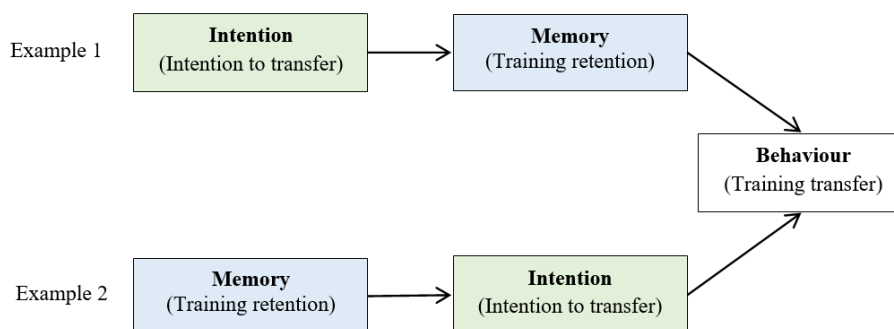 Example 1
Intention
(Intention to transfer)
Memory
(Training retention)
Behaviour
(Training transfer)
Example 2
Memory
(Training retention)
Intention
(Intention to transfer)